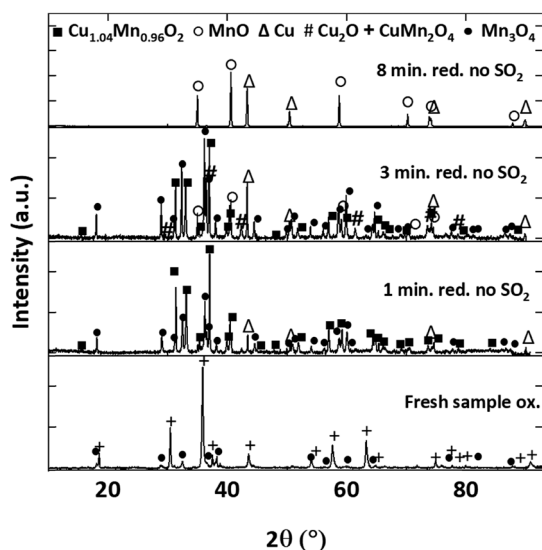 ■ Cu1.04Mn0.96O2 ○ MnO Δ Cu # Cu2O + CuMn2O4 ● Mn3O4
8 min. red. no SO2
3 min. red. no SO2
1 min. red. no SO2
Fresh sample ox.
Intensity (a.u.)
20 40 60 80
2θ (°)